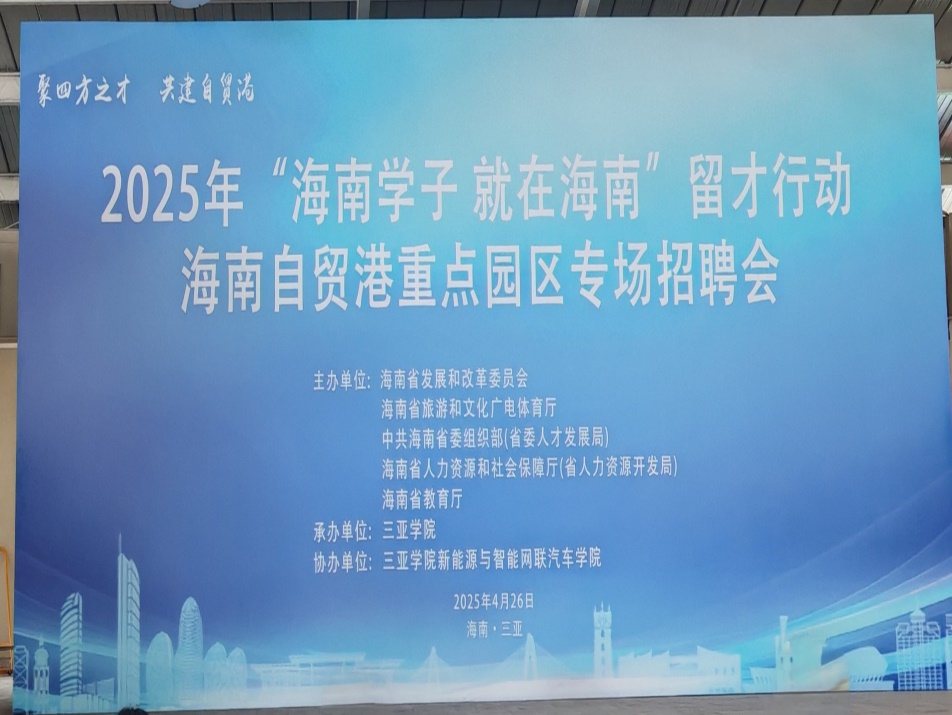 聚四方之才 共建自贸港
2025年“海南学子 就在海南”留才行动
海南自贸港重点园区专场招聘会
主办单位: 海南省发展和改革委员会
海南省旅游和文化广电体育厅
中共海南省委组织部(省委人才发展局)
海南省人力资源和社会保障厅(省人力资源开发局)
海南省教育厅
承办单位: 三亚学院
协办单位: 三亚学院新能源与智能网联汽车学院
2025年4月26日
海南·三亚